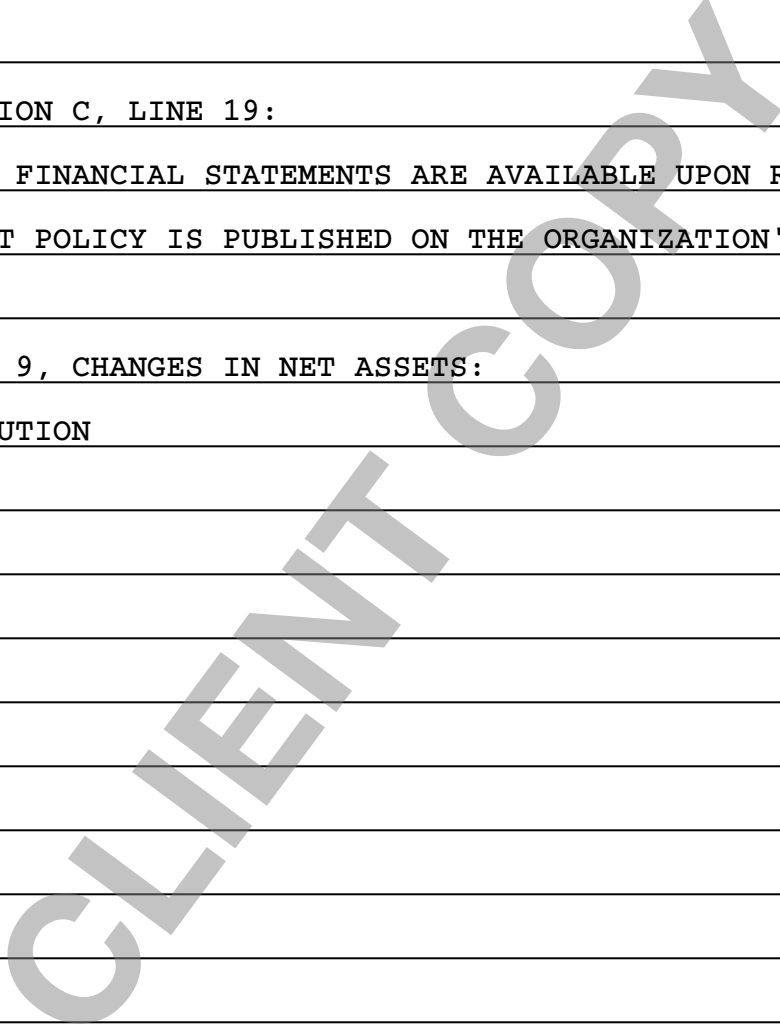 ION C, LINE 19:
FINANCIAL STATEMENTS ARE AVAILABLE UPON R
T POLICY IS PUBLISHED ON THE ORGANIZATION'
9, CHANGES IN NET ASSETS:
UTION
CLIENT COPY